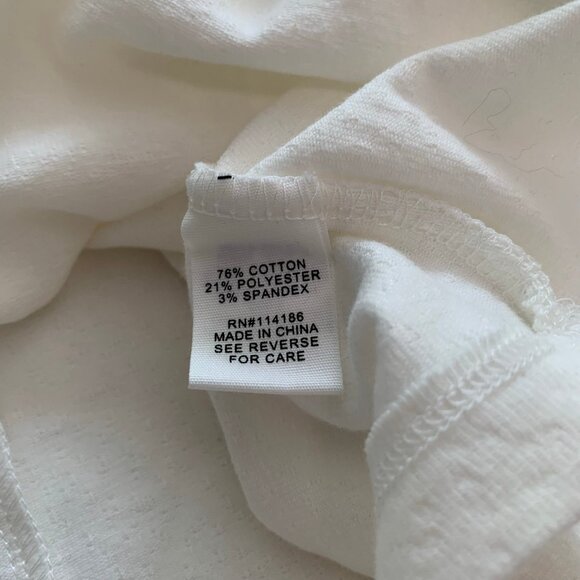 76% COTTON
21% POLYESTER
3% SPANDEX
RN#114186
MADE IN CHINA
SEE REVERSE
FOR CARE